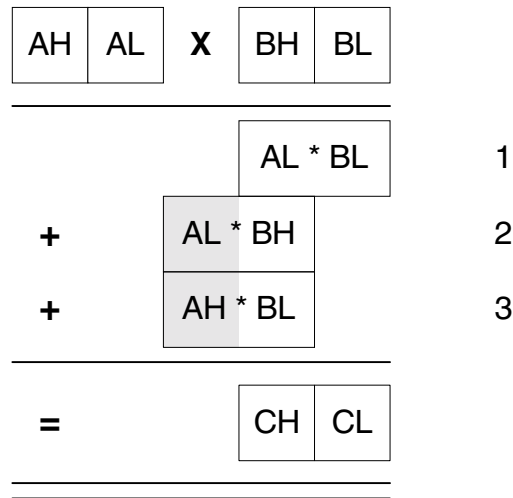 AH AL X BH BL
AL * BL 1
+ AL * BH 2
+ AH * BL 3
= CH CL